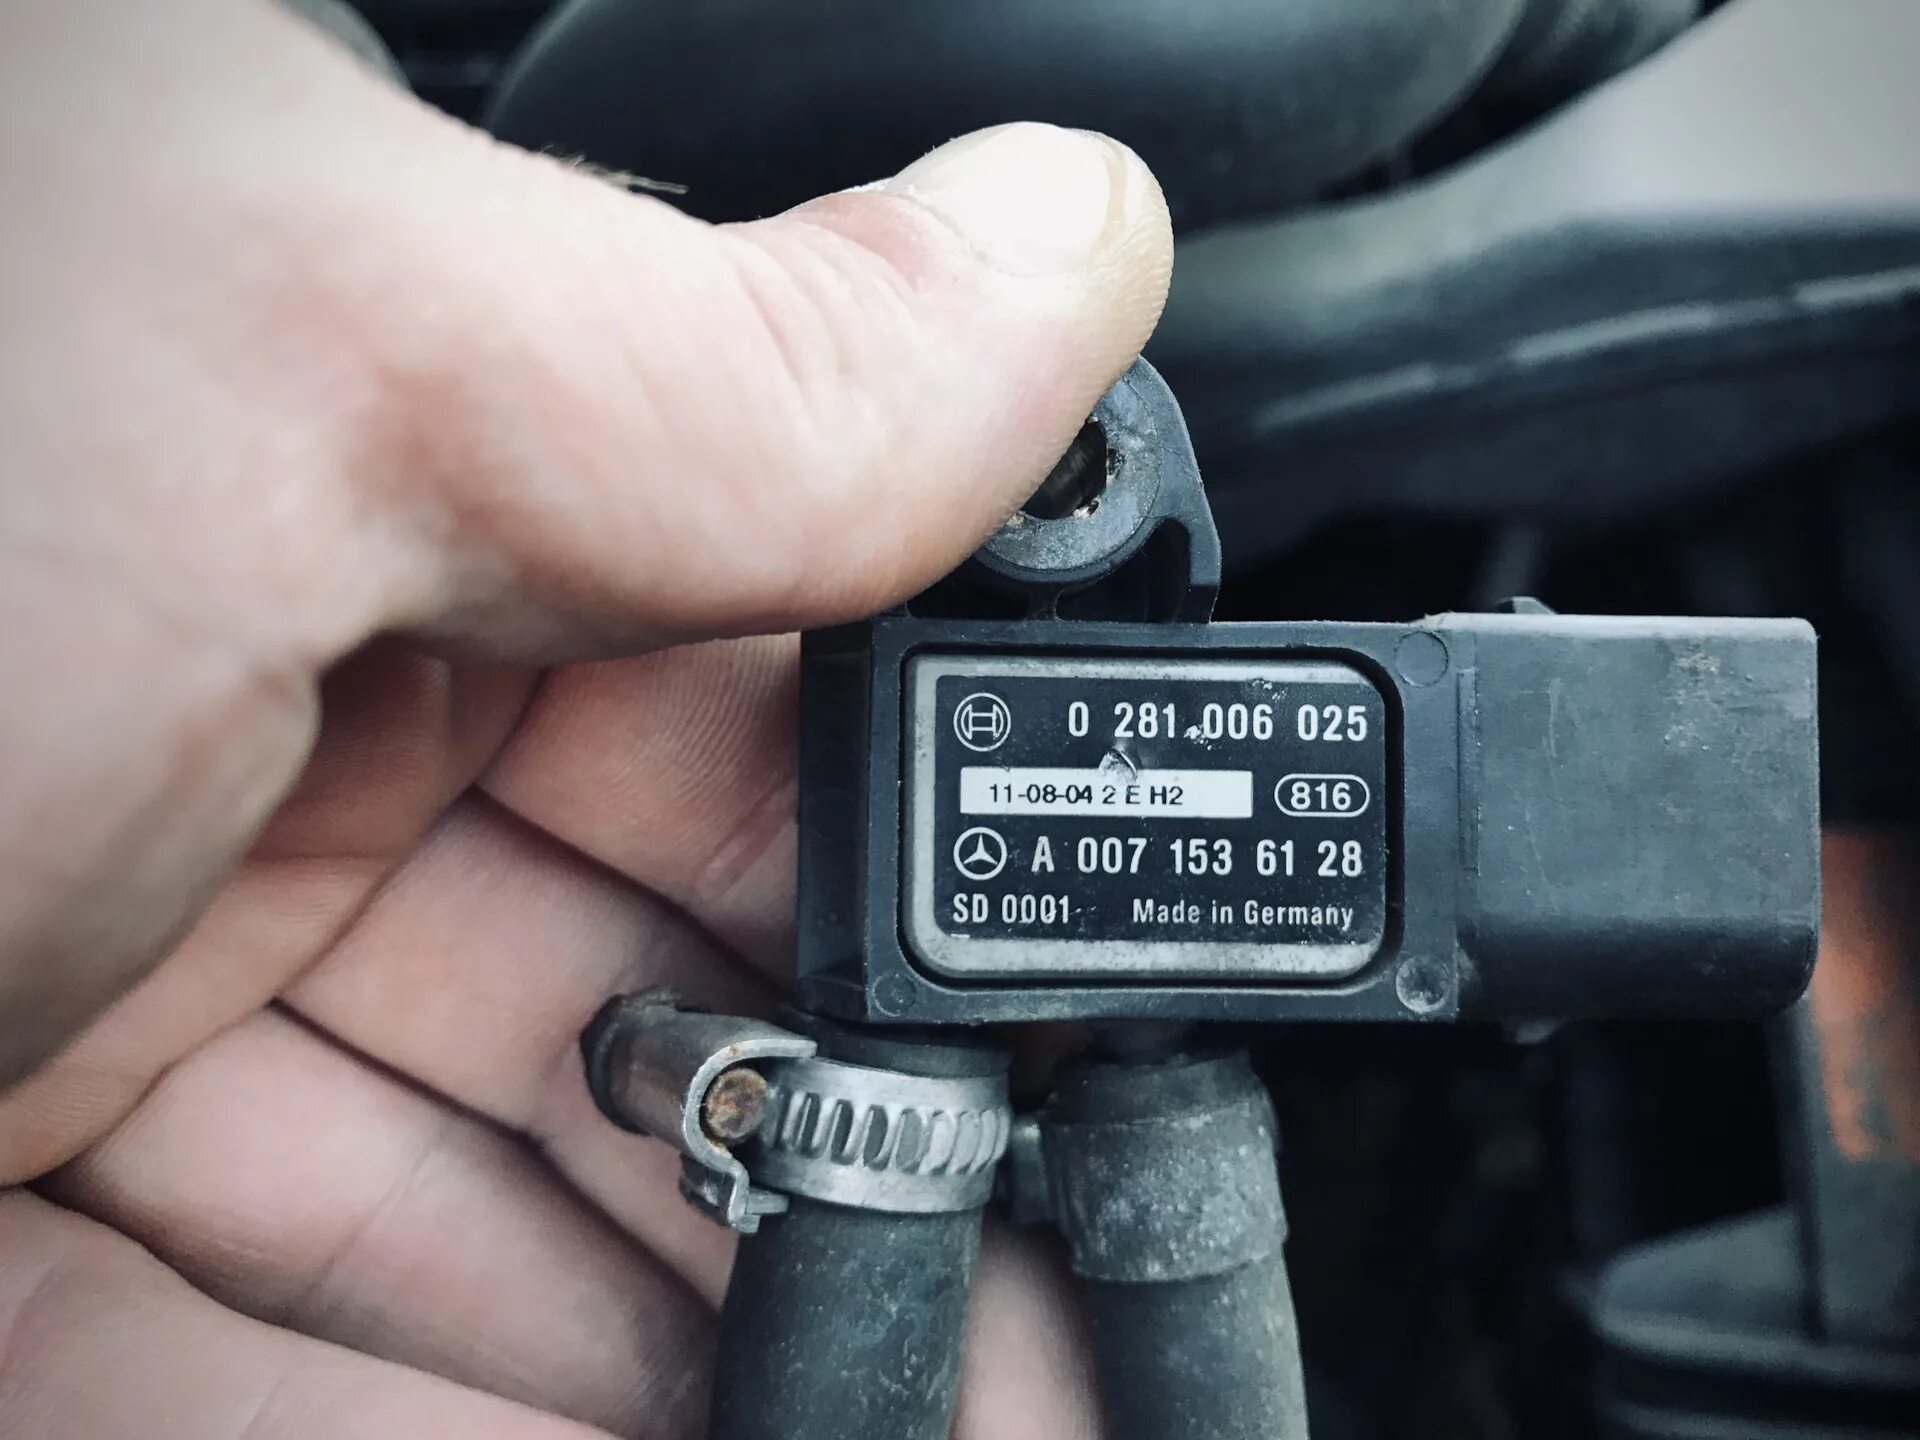 0 281 006 025
11-08-04 2 E H2 816
A 007 153 61 28
SD 0001 Made in Germany